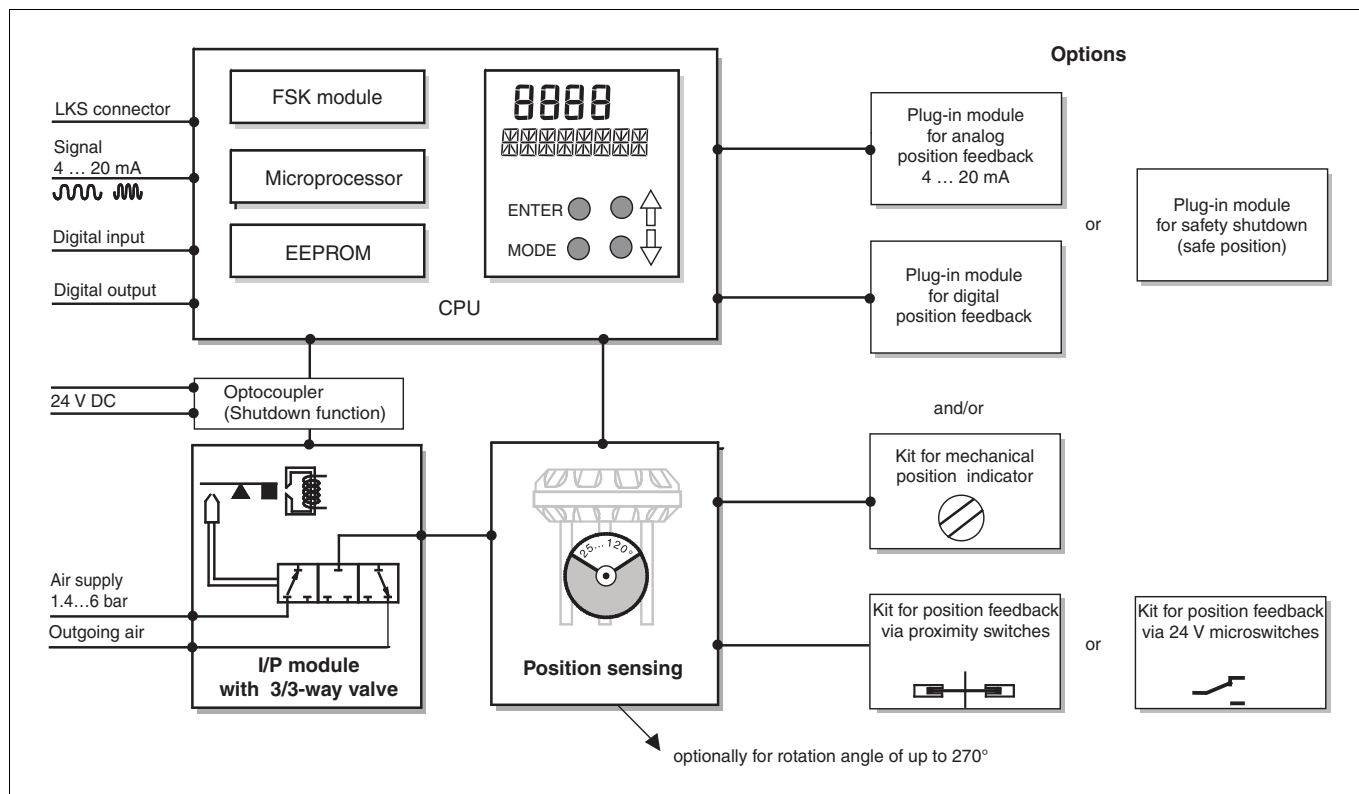 Options
LKS connector
Signal
4 … 20 mA
Digital input
Digital output
FSK module
Microprocessor
EEPROM
8888
ENTER
MODE
CPU
Plug-in module
for analog
position feedback
4 … 20 mA
or
Plug-in module
for safety shutdown
(safe position)
Plug-in module
for digital
position feedback
24 V DC
Optocoupler
(Shutdown function)
and/or
Kit for mechanical
position indicator
25... 120°
Air supply
1.4…6 bar
Outgoing air
I/P module
with 3/3-way valve
Position sensing
Kit for position feedback
via proximity switches
or
Kit for position feedback
via 24 V microswitches
optionally for rotation angle of up to 270°